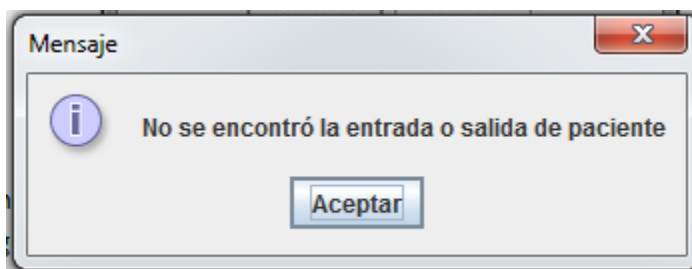 Mensaje
No se encontró la entrada o salida de paciente
Aceptar